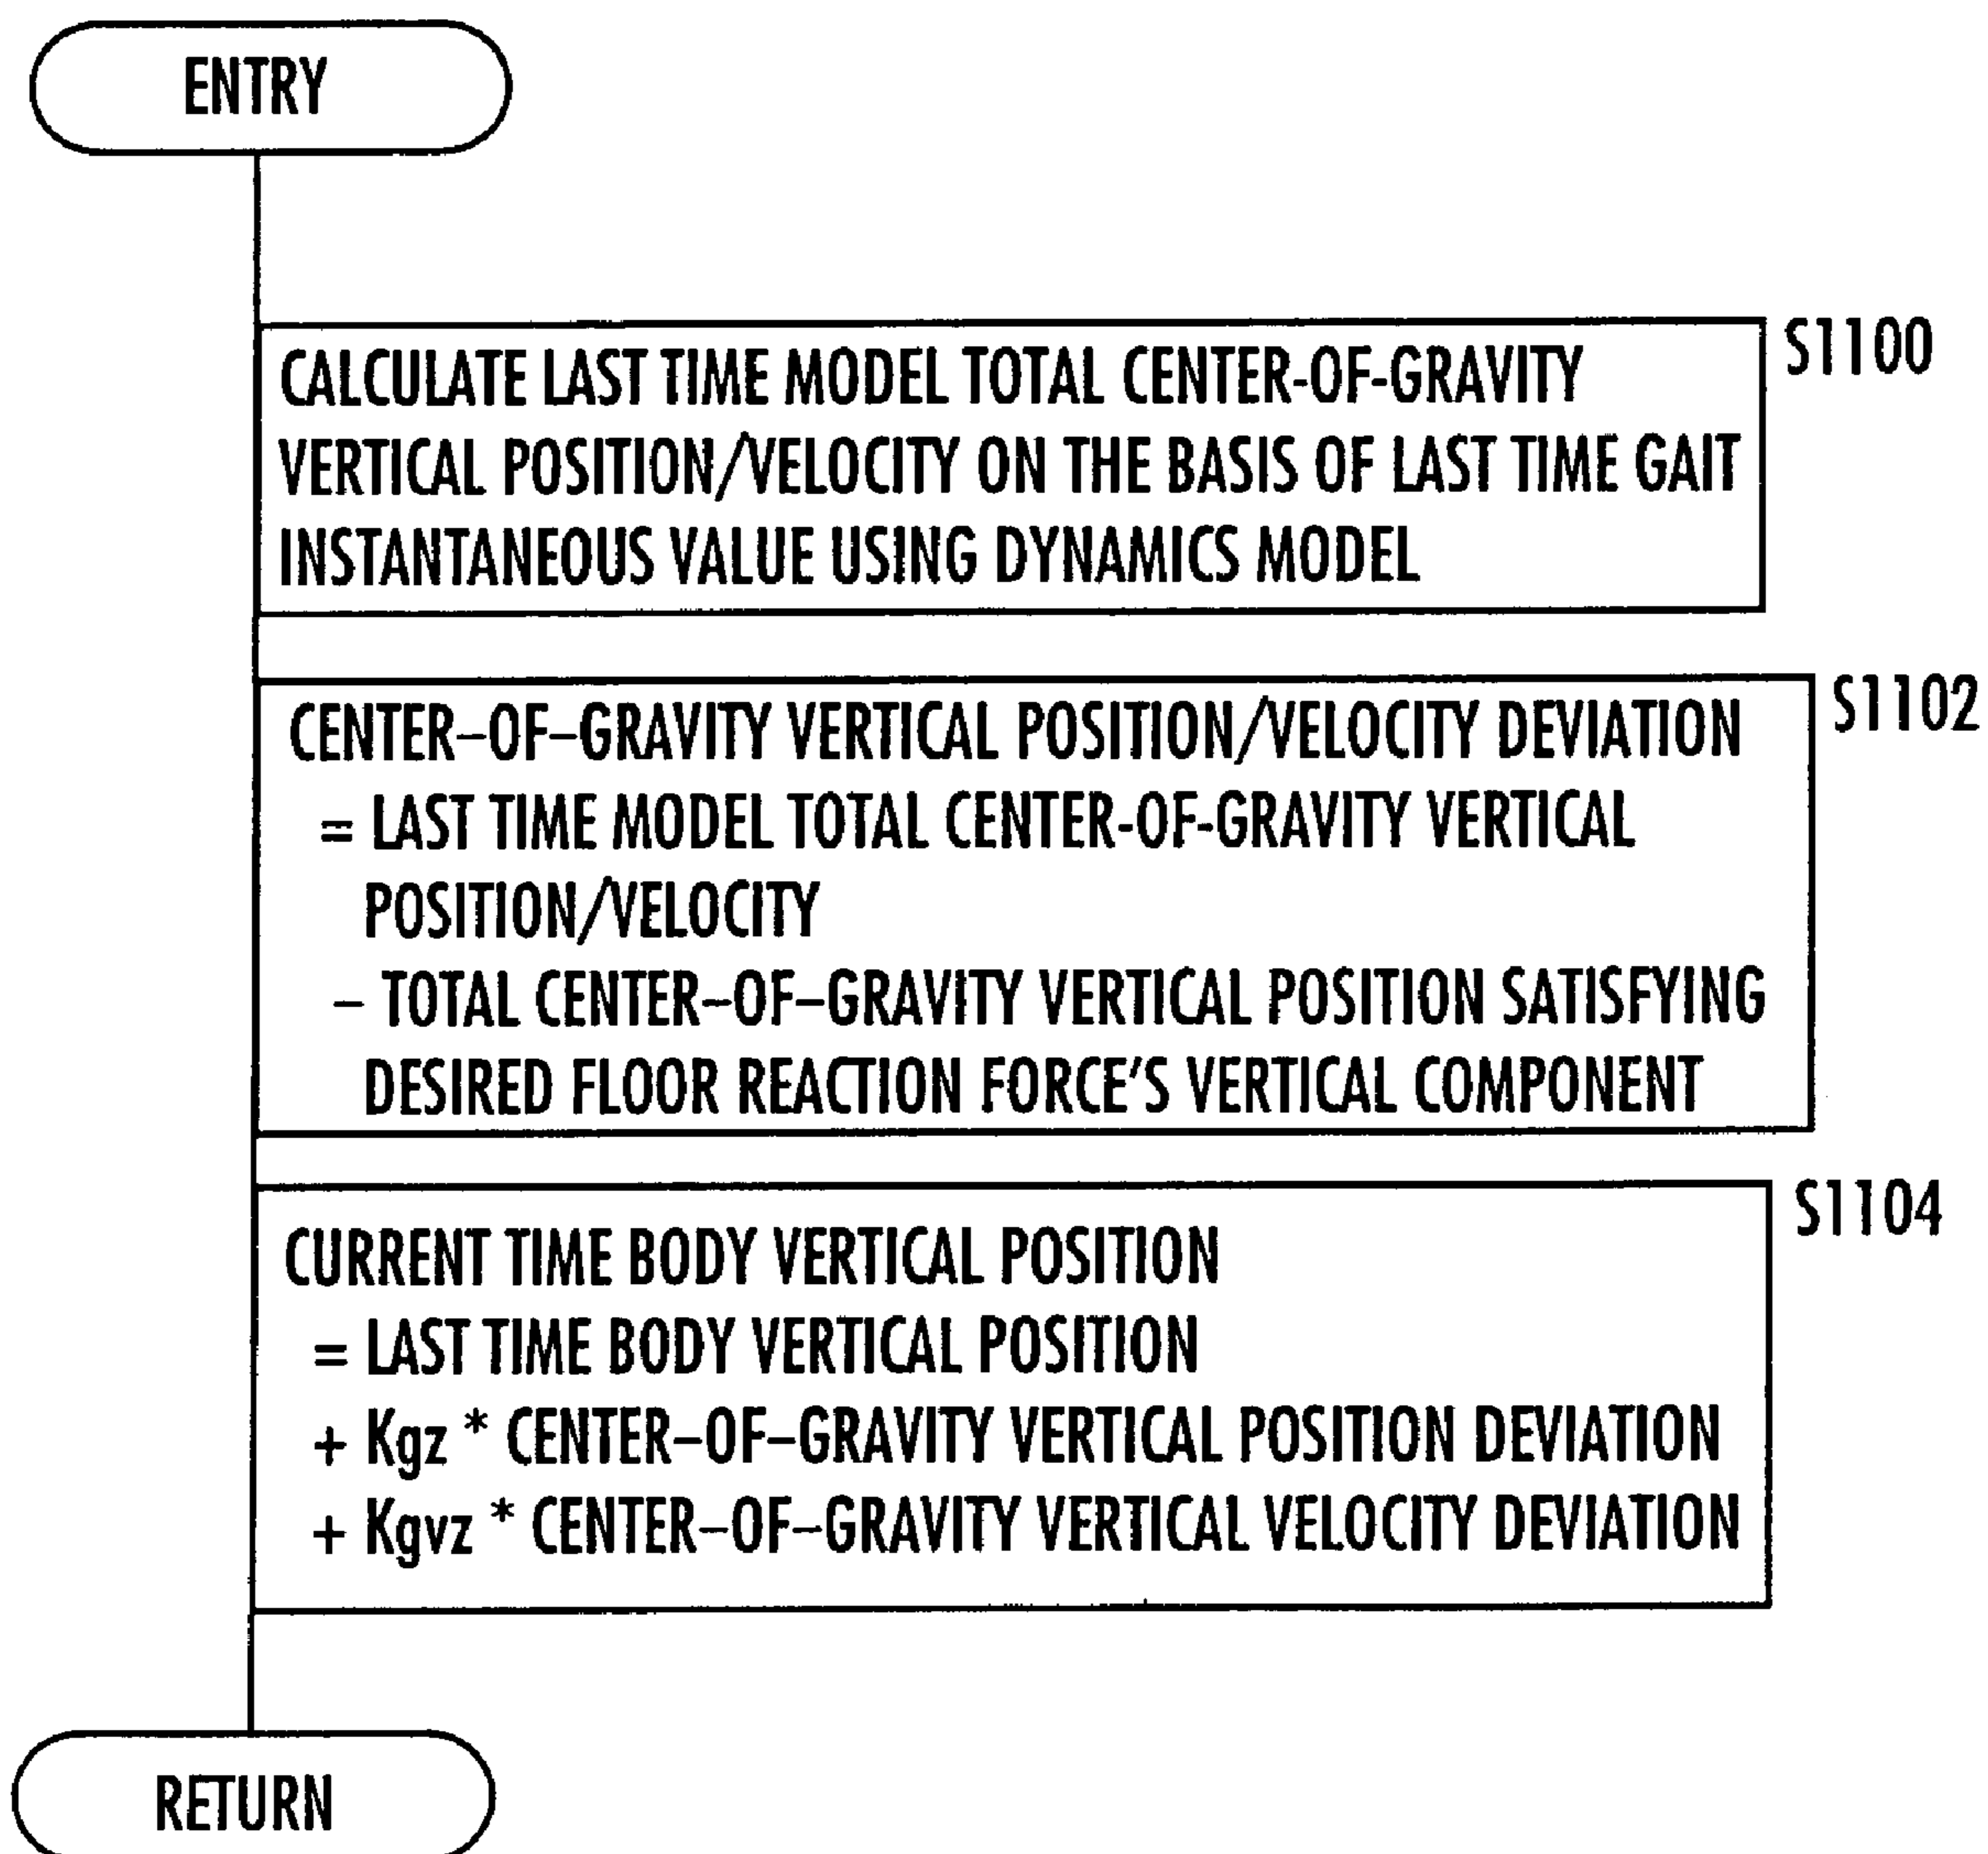 ENTRY
S1100
CALCULATE LAST TIME MODEL TOTAL CENTER-OF-GRAVITY
VERTICAL POSITION/VELOCITY ON THE BASIS OF LAST TIME GAIT
INSTANTANEOUS VALUE USING DYNAMICS MODEL
S1102
CENTER-OF-GRAVITY VERTICAL POSITION/VELOCITY DEVIATION
= LAST TIME MODEL TOTAL CENTER-OF-GRAVITY VERTICAL
POSITION/VELOCITY
- TOTAL CENTER-OF-GRAVITY VERTICAL POSITION SATISFYING
DESIRED FLOOR REACTION FORCE'S VERTICAL COMPONENT
S1104
CURRENT TIME BODY VERTICAL POSITION
= LAST TIME BODY VERTICAL POSITION
+ Kgz * CENTER-OF-GRAVITY VERTICAL POSITION DEVIATION
+ Kgvz * CENTER-OF-GRAVITY VERTICAL VELOCITY DEVIATION
RETURN